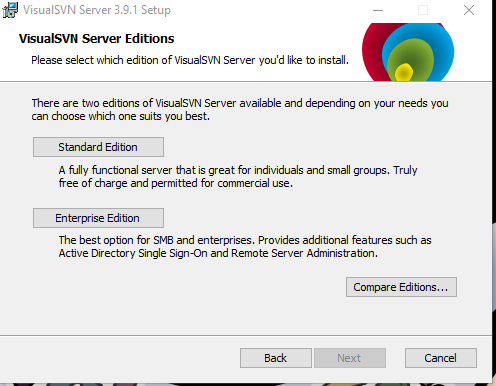 VisualSVN Server 3.9.1 Setup
VisualSVN Server Editions
Please select which edition of VisualSVN Server you'd like to install.
There are two editions of VisualSVN Server available and depending on your needs you
can choose which one suits you best.
Standard Edition
A fully functional server that is great for individuals and small groups. Truly
free of charge and permitted for commercial use.
Enterprise Edition
The best option for SMB and enterprises. Provides additional features such as
Active Directory Single Sign-On and Remote Server Administration.
Compare Editions...
Back
Next
Cancel